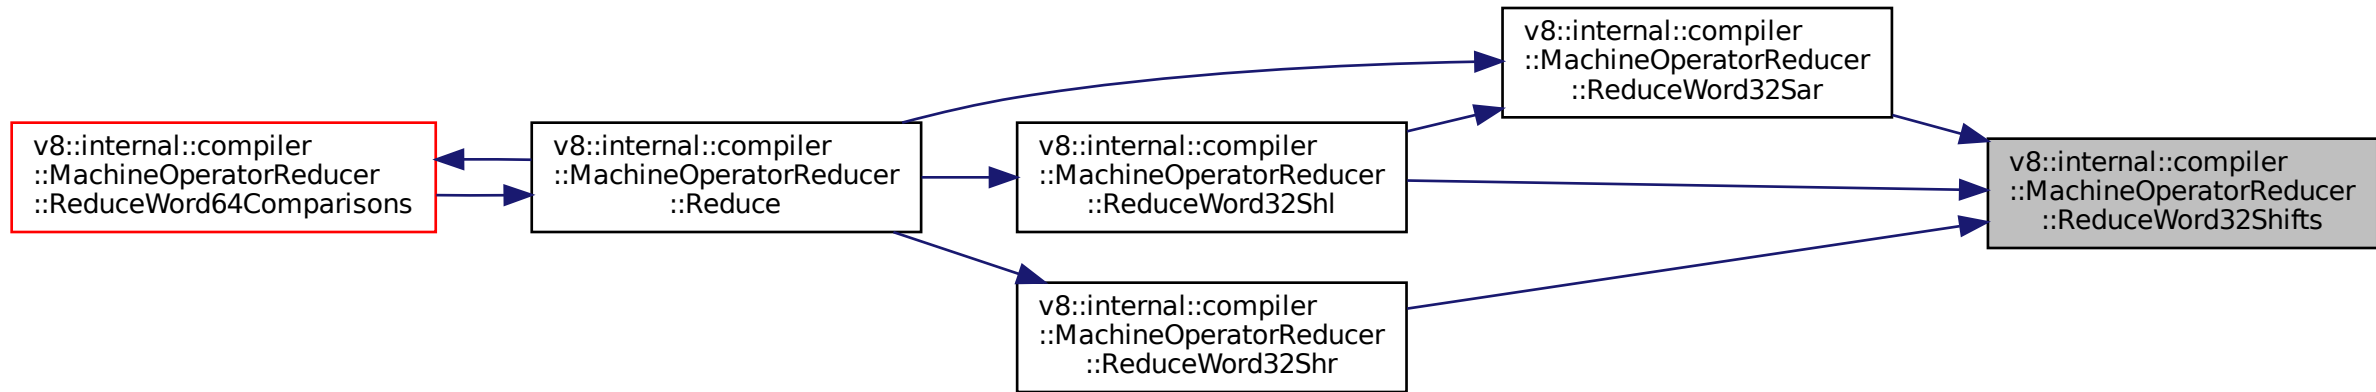 v8::internal::compiler
::MachineOperatorReducer
::ReduceWord64Comparisons
v8::internal::compiler
::MachineOperatorReducer
::Reduce
v8::internal::compiler
::MachineOperatorReducer
::ReduceWord32Shl
v8::internal::compiler
::MachineOperatorReducer
::ReduceWord32Shr
v8::internal::compiler
::MachineOperatorReducer
::ReduceWord32Sar
v8::internal::compiler
::MachineOperatorReducer
::ReduceWord32Shifts